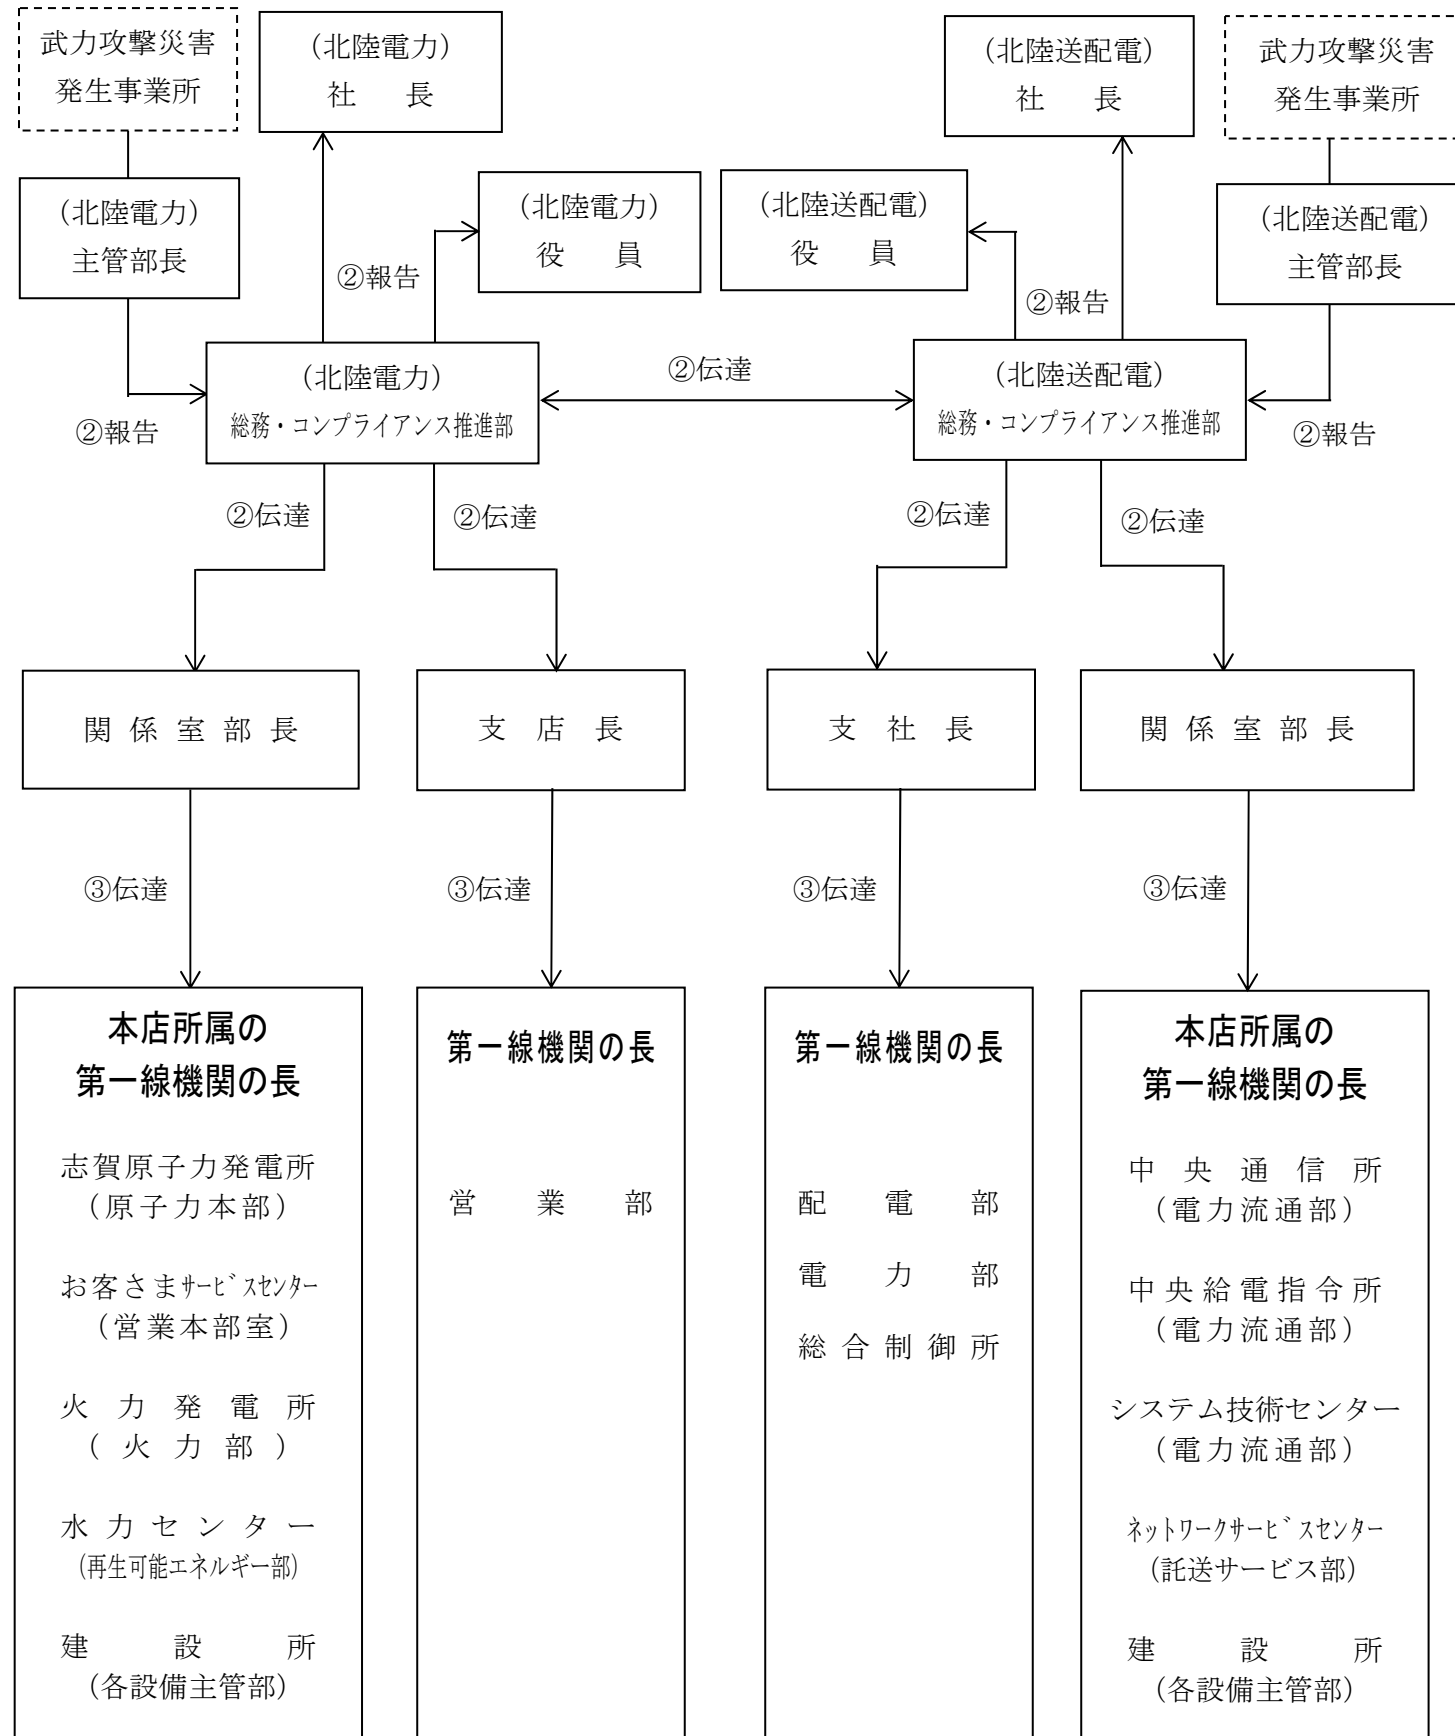 武力攻撃災害
発生事業所
(北陸電力)
社　長
(北陸送配電)
社　長
武力攻撃災害
発生事業所
(北陸電力)
主管部長
(北陸電力)
役　員
(北陸送配電)
役　員
(北陸送配電)
主管部長
②報告
②報告
(北陸電力)
総務・コンプライアンス推進部
②伝達
(北陸送配電)
総務・コンプライアンス推進部
②報告
②報告
②伝達
②伝達
②伝達
②伝達
関係室部長
支店長
支社長
関係室部長
③伝達
③伝達
③伝達
③伝達
本店所属の
第一線機関の長
志賀原子力発電所
(原子力本部)
お客さまサービスセンター
(営業本部室)
火力発電所
(火力部)
水力センター
(再生可能エネルギー部)
建設所
(各設備主管部)
第一線機関の長
営業部
第一線機関の長
配電部
電力部
総合制御所
本店所属の
第一線機関の長
中央通信所
(電力流通部)
中央給電指令所
(電力流通部)
システム技術センター
(電力流通部)
ネットワークサービスセンター
(託送サービス部)
建設所
(各設備主管部)